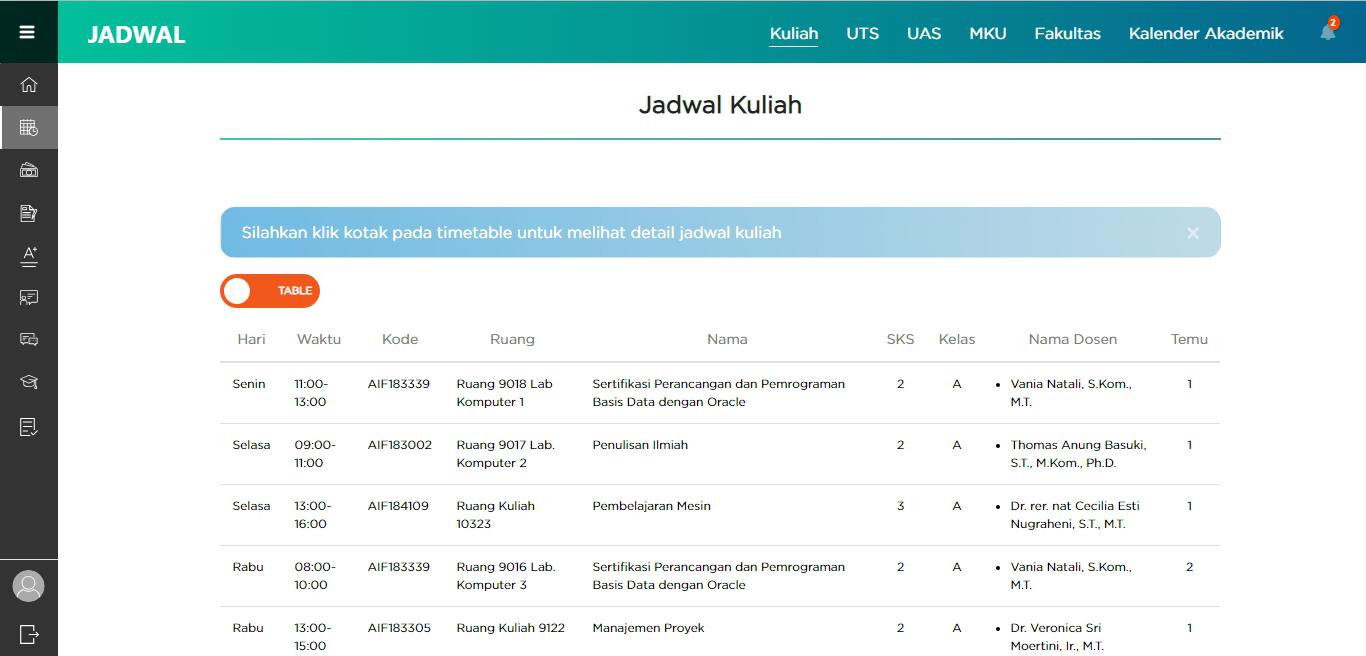 JADWAL
Kuliah UTS UAS MKU Fakultas Kalender Akademik 2
A+
Jadwal Kuliah
Silahkan klik kotak pada timetable untuk melihat detail jadwal kuliah ×
TABLE
Hari Waktu Kode Ruang Nama SKS Kelas Nama Dosen Temu
Senin 11:00- AIF183339 Ruang 9018 Lab Sertifikasi Perancangan dan Pemrograman 2 A • Vania Natali, S.Kom., 1
13:00 Komputer 1 Basis Data dengan Oracle M.T.
Selasa 09:00- AIF183002 Ruang 9017 Lab. Penulisan Ilmiah 2 A • Thomas Anung Basuki, 1
11:00 Komputer 2 S.T., M.Kom., Ph.D.
Selasa 13:00- AIF184109 Ruang Kuliah Pembelajaran Mesin 3 A • Dr. rer. nat Cecilia Esti 1
16:00 10323 Nugraheni, S.T., M.T.
Rabu 08:00- AIF183339 Ruang 9016 Lab. Sertifikasi Perancangan dan Pemrograman 2 A • Vania Natali, S.Kom., 2
10:00 Komputer 3 Basis Data dengan Oracle M.T.
Rabu 13:00- AIF183305 Ruang Kuliah 9122 Manajemen Proyek 2 A • Dr. Veronica Sri 1
15:00 Moertini, Ir., M.T.